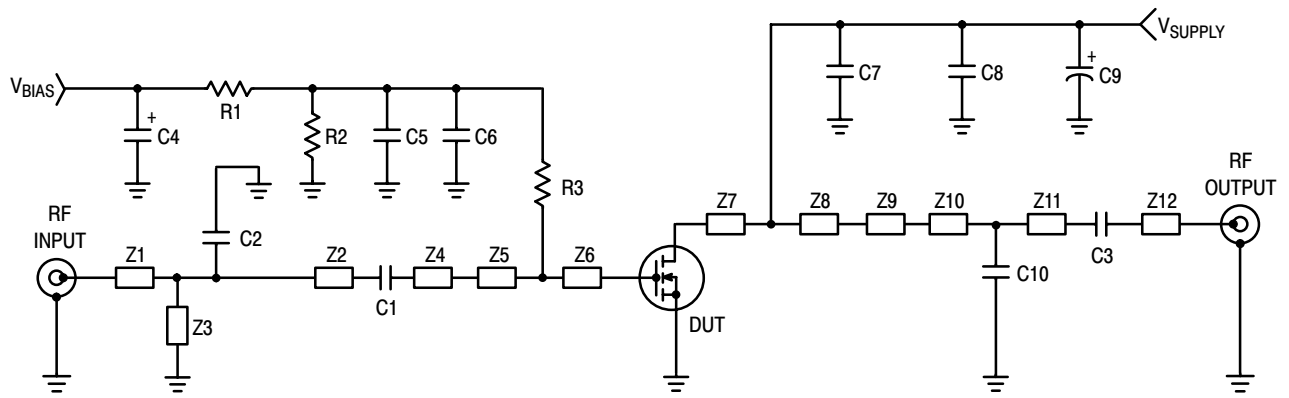 VSUPPLY
C7
C8
+
C9
VBIAS
R1
+
C4
R2
C5
C6
R3
RF
INPUT
C2
Z1
Z2
Z4
Z5
Z6
C1
Z3
DUT
Z7
Z8
Z9
Z10
Z11
Z12
C3
C10
RF
OUTPUT